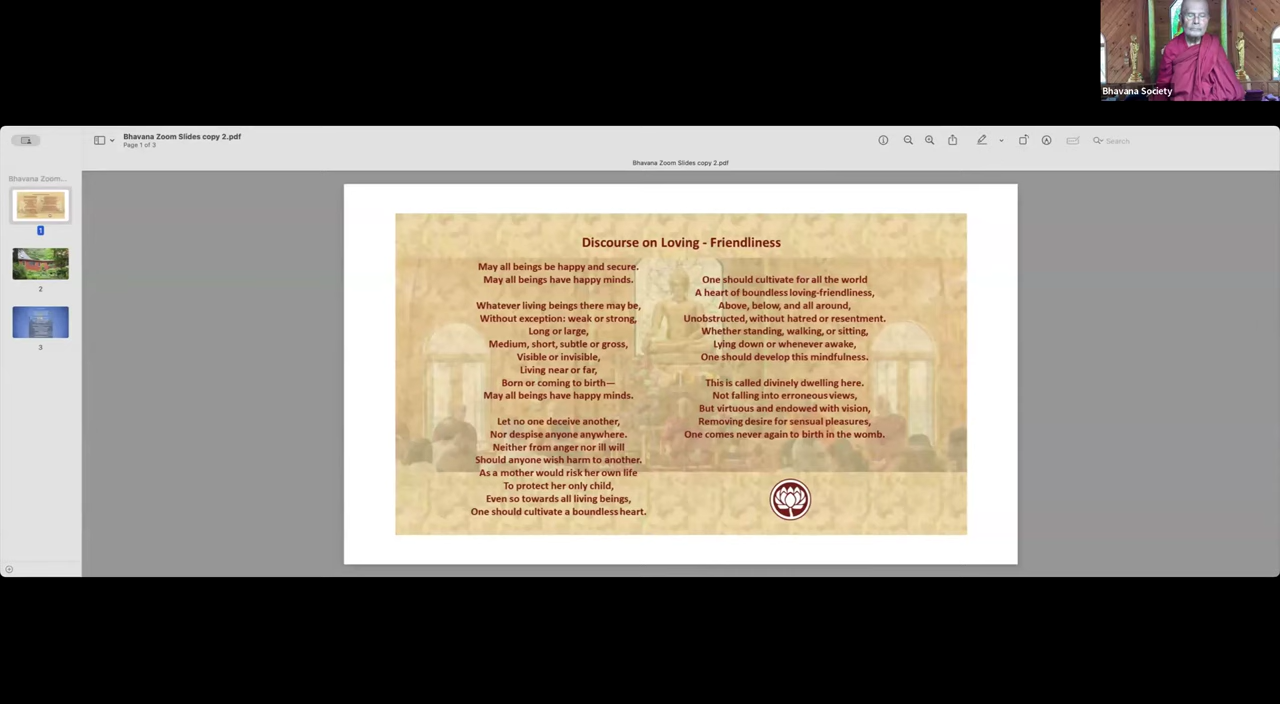 Bhavana Society
Bhavana Zoom Slides copy 2.pdf
Page 1 of 3
Search
Bhavana Zoom Slides copy 2.pdf
Bhavana Zoom...
1
2
3
Discourse on Loving - Friendliness
May all beings be happy and secure.
May all beings have happy minds.
Whatever living beings there may be,
Without exception: weak or strong,
Long or large,
Medium, short, subtle or gross,
Visible or invisible,
Living near or far,
Born or coming to birth—
May all beings have happy minds.
Let no one deceive another,
Nor despise anyone anywhere.
Neither from anger nor ill will
Should anyone wish harm to another.
As a mother would risk her own life
To protect her only child,
Even so towards all living beings,
One should cultivate a boundless heart.
One should cultivate for all the world
A heart of boundless loving-friendliness,
Above, below, and all around,
Unobstructed, without hatred or resentment.
Whether standing, walking, or sitting,
Lying down or whenever awake,
One should develop this mindfulness.
This is called divinely dwelling here.
Not falling into erroneous views,
But virtuous and endowed with vision,
Removing desire for sensual pleasures,
One comes never again to birth in the womb.